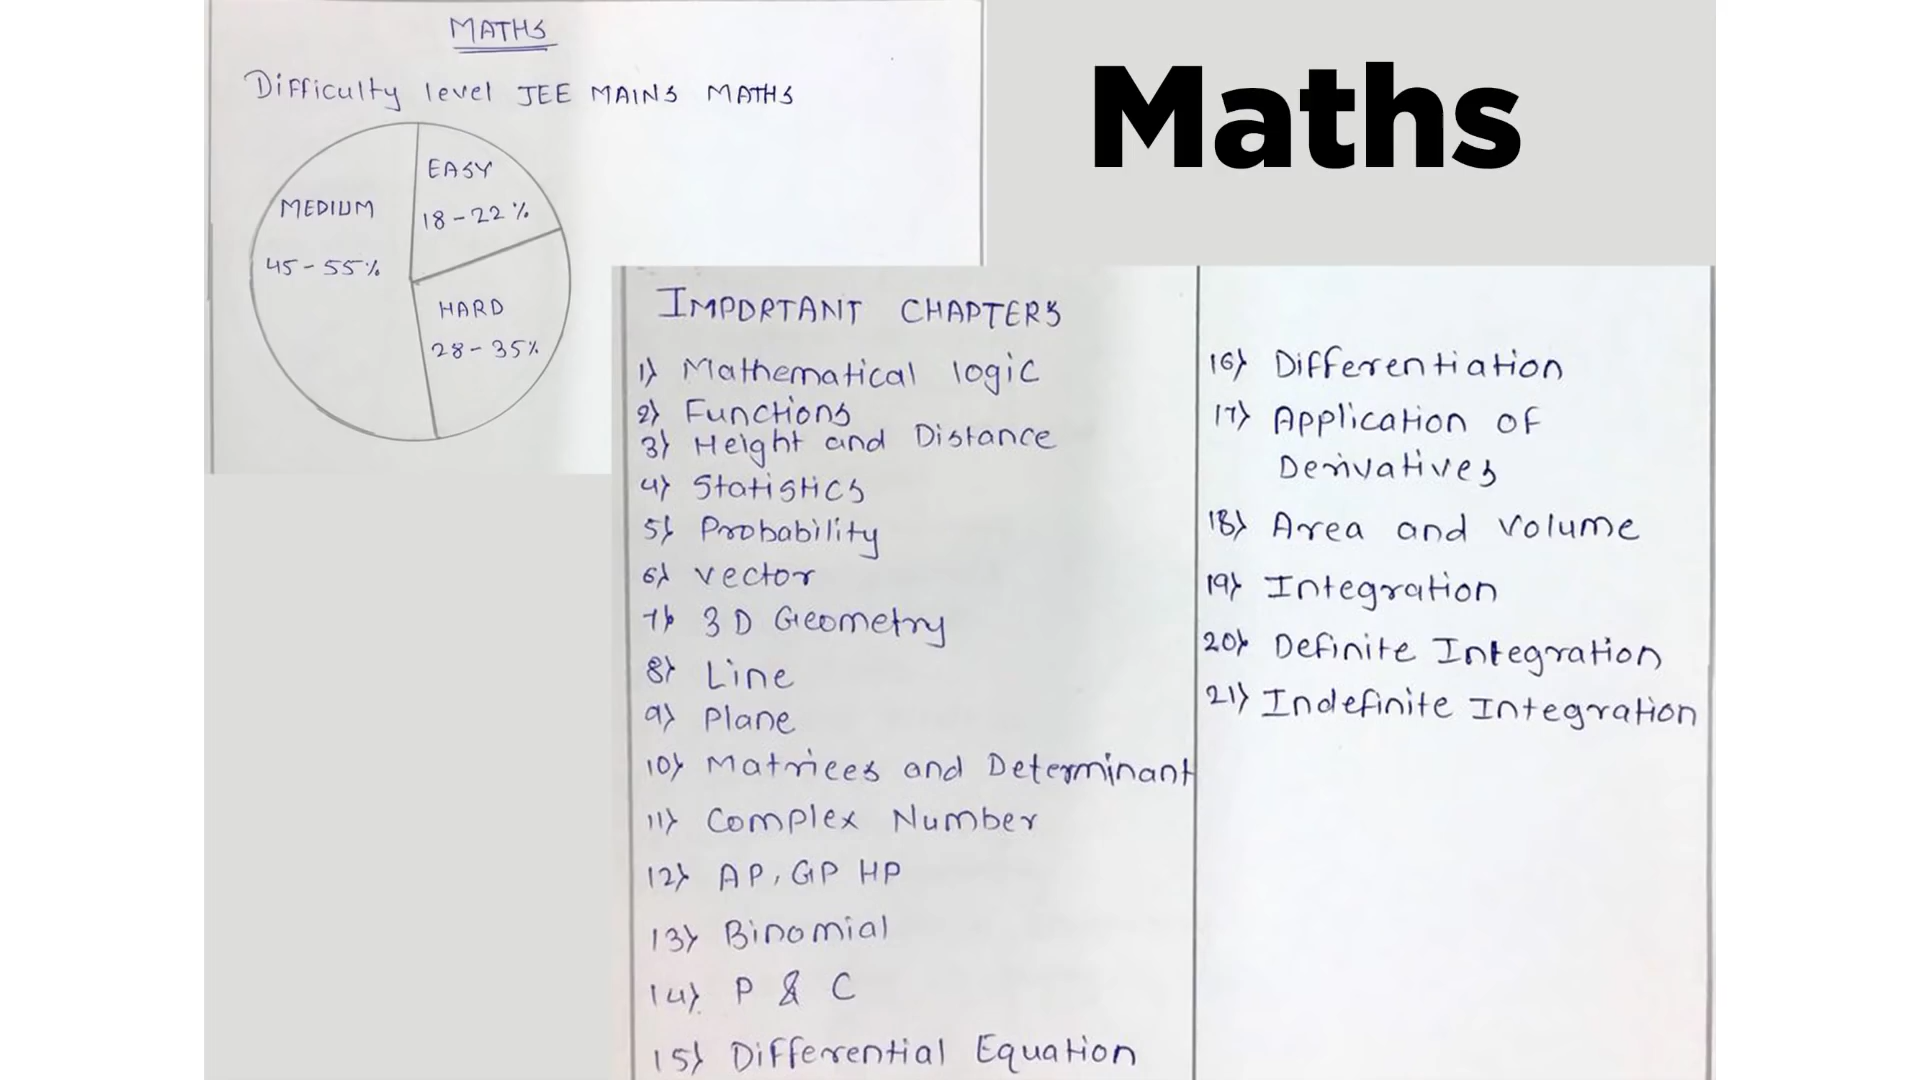 MATHS
Difficulty level JEE MAINS MATHS
EASY
18-22%
MEDIUM
45-55%
HARD
28-35%
Maths
IMPORTANT CHAPTERS
1) Mathematical logic
2) Functions
3) Height and Distance
4) Statistics
5) Probability
6) vector
7) 3D Geometry
8) Line
9) Plane
10) Matrices and Determinant
11) Complex Number
12) AP, GP HP
13) Binomial
14) P & C
15) Differential Equation
16) Differentiation
17) Application of
Derivatives
18) Area and volume
19) Integration
20) Definite Integration
21) Indefinite Integration